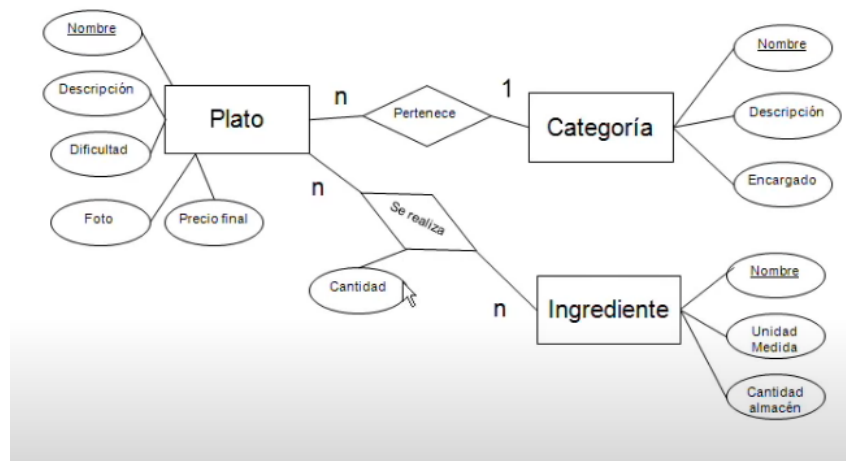 Nombre
Descripción
Dificultad
Foto
Precio final
Plato
n
Pertenece
1
Categoría
Nombre
Descripción
Encargado
n
Se realiza
Cantidad
n
Ingrediente
Nombre
Unidad
Medida
Cantidad
almacén